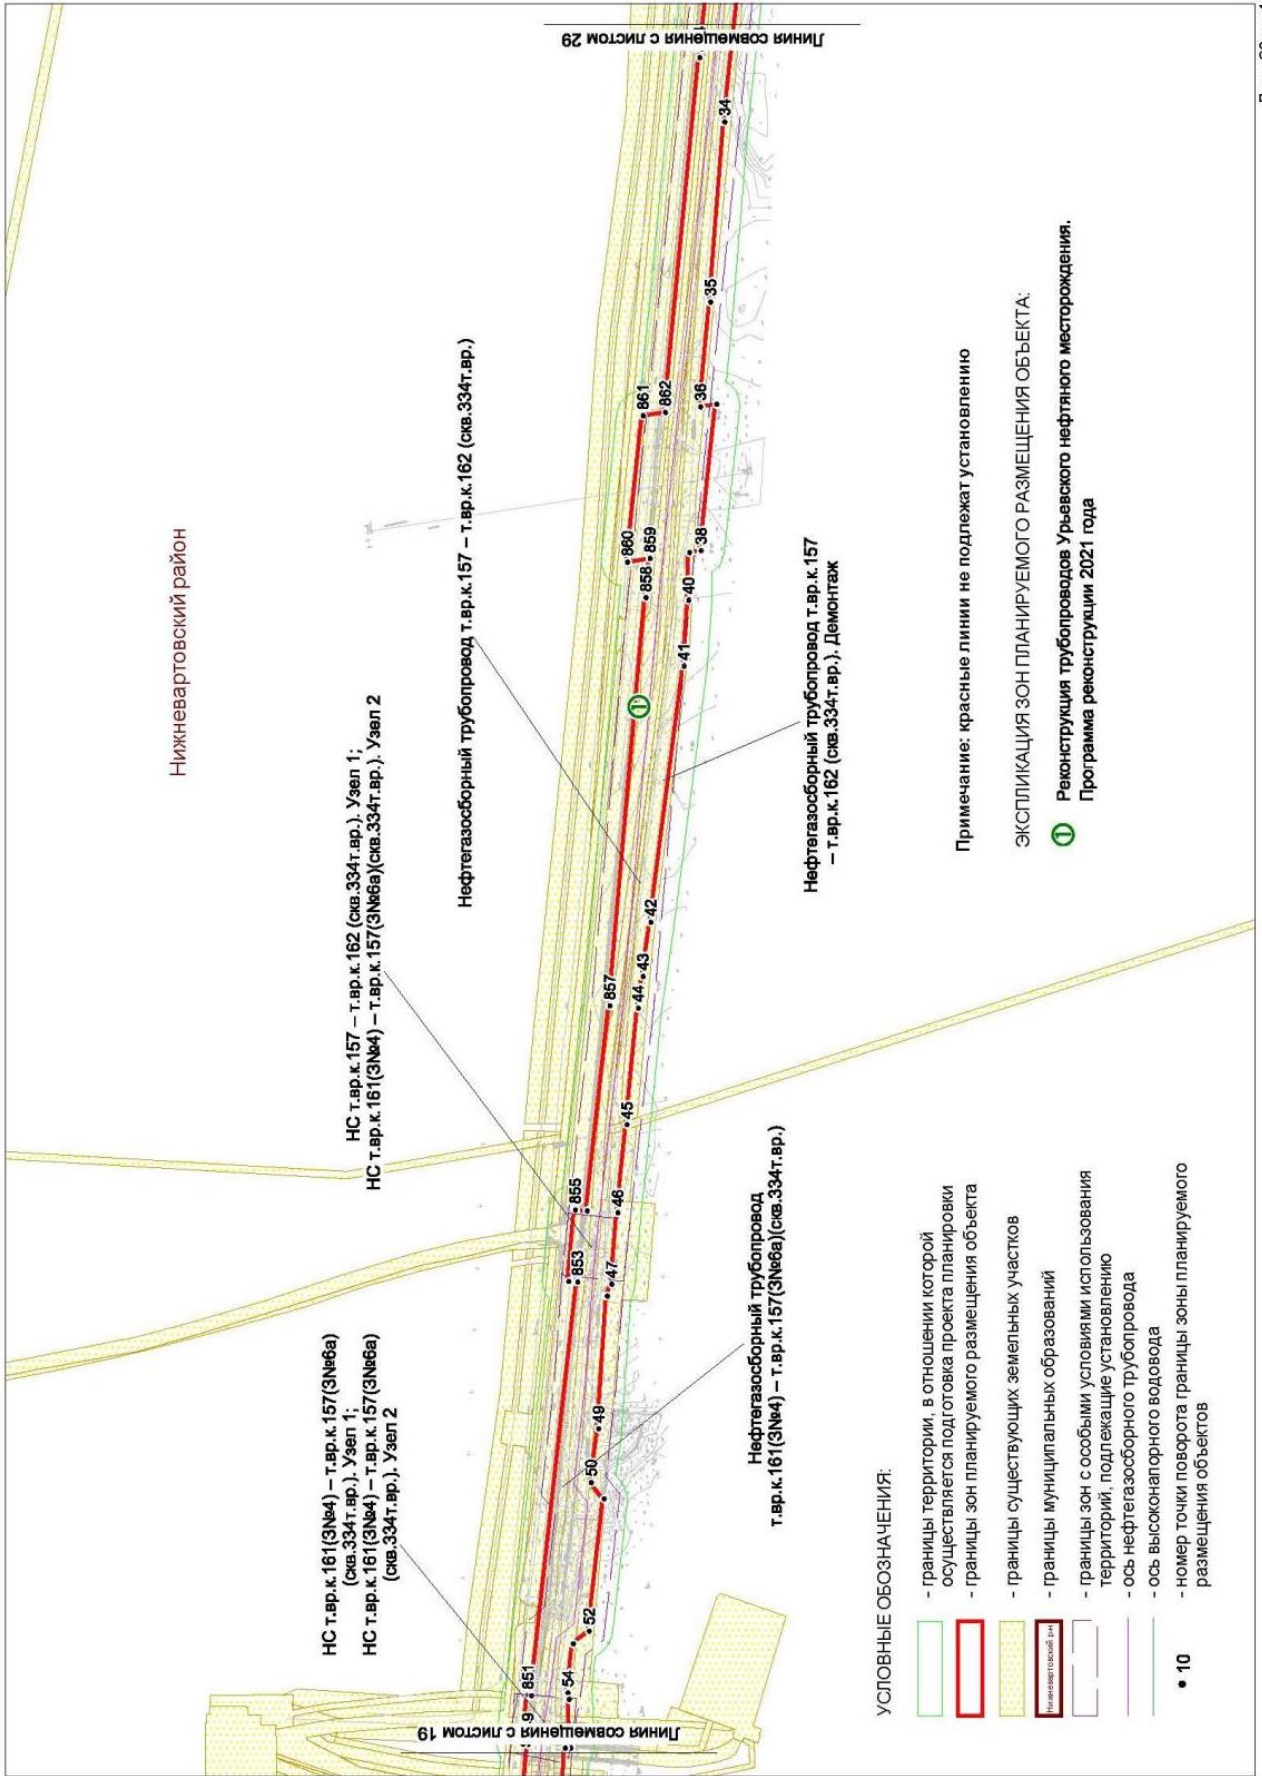 Нижневартовский район
НС т.вр.к.161(3№4) – т.вр.к.157(3№6а)
(скв.334т.вр.). Узел 1;
НС т.вр.к.161(3№4) – т.вр.к.157(3№6а)
(скв.334т.вр.). Узел 2
НС т.вр.к.157 – т.вр.к.162 (скв.334т.вр.). Узел 1;
НС т.вр.к.161(3№4) – т.вр.к.157(3№6а)(скв.334т.вр.). Узел 2
Нефтегазосборный трубопровод т.вр.к.157 – т.вр.к.162 (скв.334т.вр.)
Линия совмещения с листом 19
Линия совмещения с листом 29
851
853
855
857
858
859
860
861
862
54
52
50
49
47
46
45
44
43
42
41
40
38
36
35
34
①
Нефтегазосборный трубопровод
т.вр.к.161(3№4) – т.вр.к.157(3№6а)(скв.334т.вр.)
Нефтегазосборный трубопровод т.вр.к.157
– т.вр.к.162 (скв.334т.вр.). Демонтаж
УСЛОВНЫЕ ОБОЗНАЧЕНИЯ:
- границы территории, в отношении которой
осуществляется подготовка проекта планировки
- границы зон планируемого размещения объекта
- границы существующих земельных участков
Нижневартовский р-н
- границы муниципальных образований
- границы зон с особыми условиями использования
территорий, подлежащие установлению
- ось нефтегазосборного трубопровода
- ось высоконапорного водовода
• 10
- номер точки поворота границы зоны планируемого
размещения объектов
Примечание: красные линии не подлежат установлению
ЭКСПЛИКАЦИЯ ЗОН ПЛАНИРУЕМОГО РАЗМЕЩЕНИЯ ОБЪЕКТА:
① Реконструкция трубопроводов Урьевского нефтяного месторождения.
Программа реконструкции 2021 года